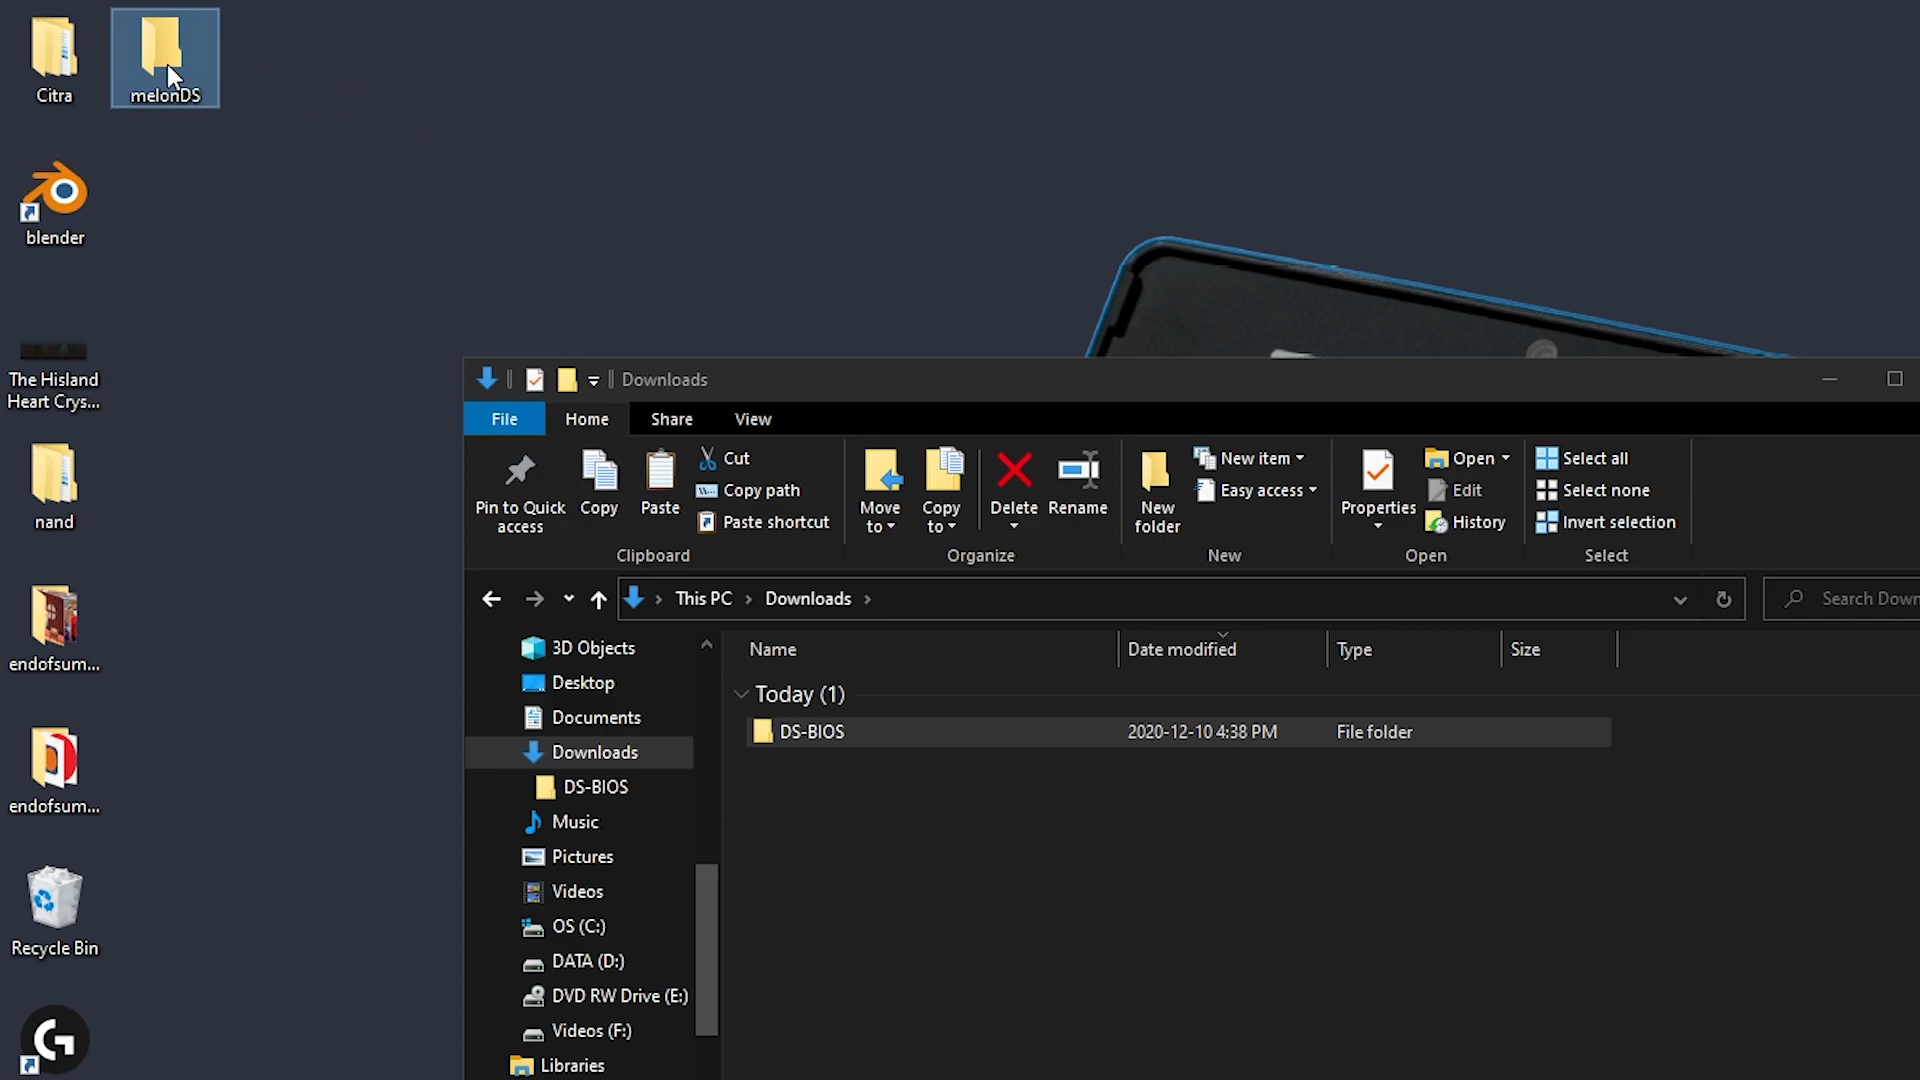 Citra
melonDS
blender
The Hisland
Heart Crys...
nand
endofsum...
endofsum...
Recycle Bin
Downloads
File
Home
Share
View
Pin to Quick
access
Copy
Paste
Cut
Copy path
Paste shortcut
Clipboard
Move
to
Copy
to
Delete
Rename
Organize
New
folder
New item
Easy access
New
Properties
Open
Edit
History
Open
Select all
Select none
Invert selection
Select
This PC
Downloads
Search Down
3D Objects
Desktop
Documents
Downloads
DS-BIOS
Music
Pictures
Videos
OS (C:)
DATA (D:)
DVD RW Drive (E:)
Videos (F:)
Libraries
Name
Date modified
Type
Size
Today (1)
DS-BIOS
2020-12-10 4:38 PM
File folder